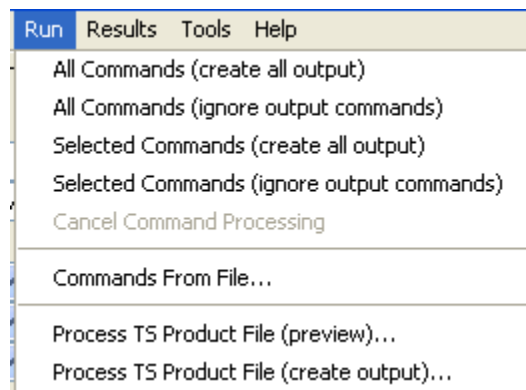 Run Results Tools Help
All Commands (create all output)
All Commands (ignore output commands)
Selected Commands (create all output)
Selected Commands (ignore output commands)
Cancel Command Processing
Commands From File...
Process TS Product File (preview)...
Process TS Product File (create output)...